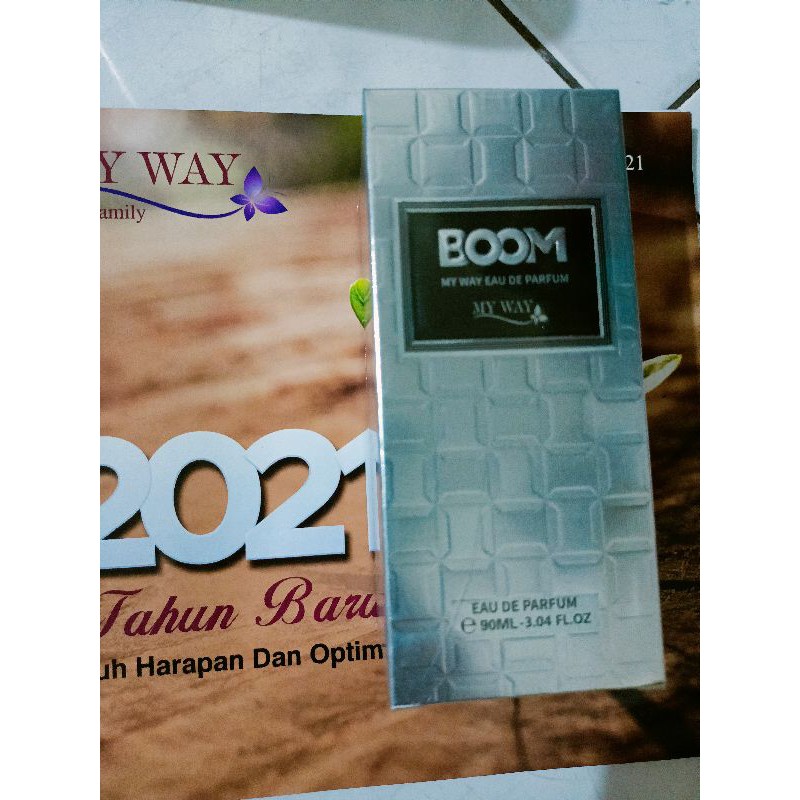 Y WAY
amily
21
2021
Tahun Baru
uh Harapan Dan Optim
BOOM
MY WAY EAU DE PARFUM
MY WAY
EAU DE PARFUM
℮ 90ML-3.04 FL.OZ